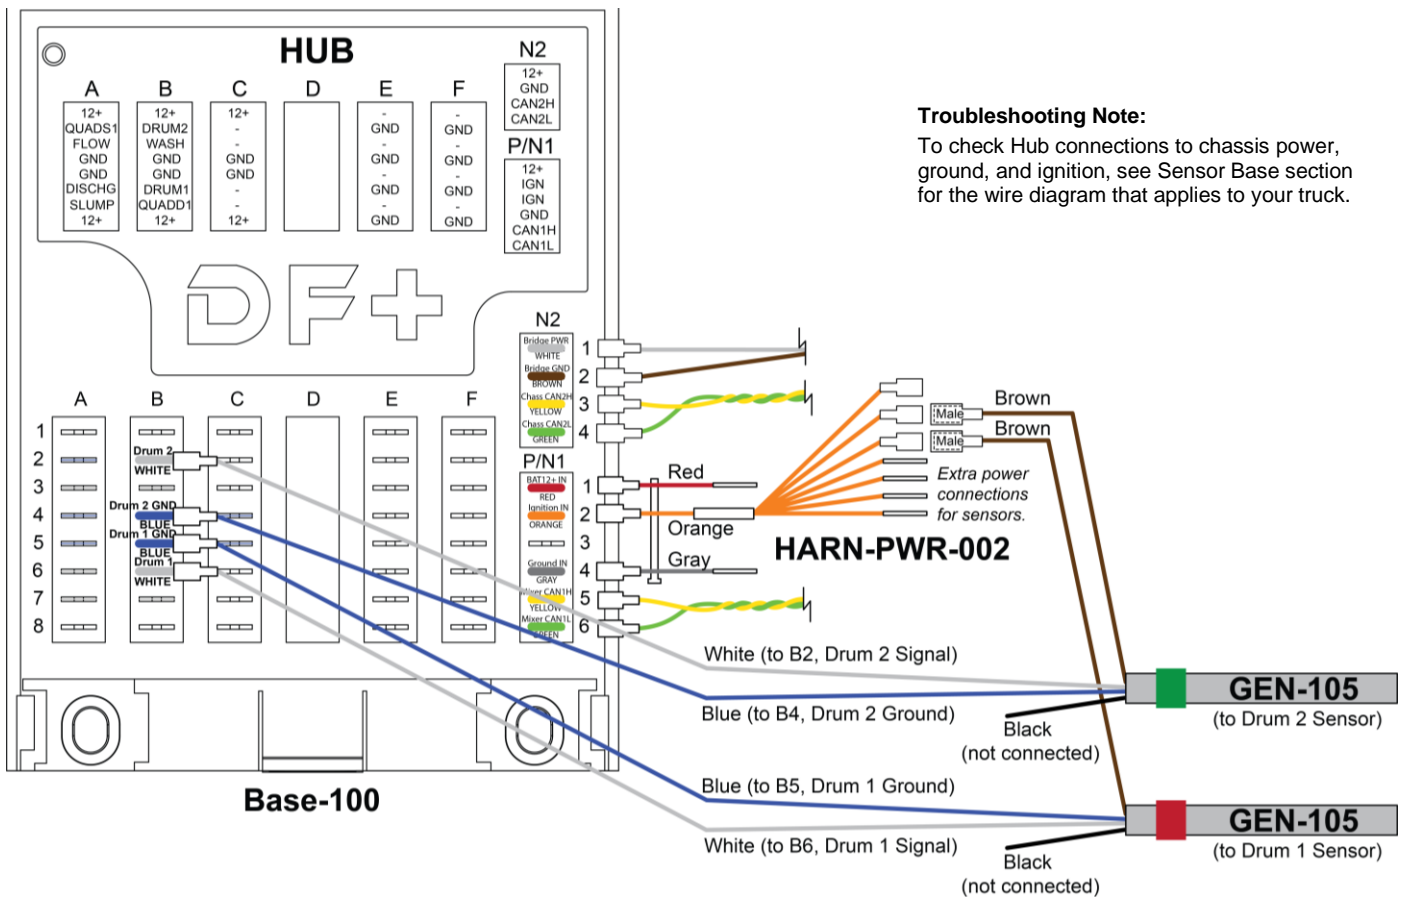 HUB
A
12+
QUADS1
FLOW
GND
GND
DISCHG
SLUMP
12+
B
12+
DRUM2
WASH
GND
GND
DRUM1
QUADD1
12+
C
12+
-
-
GND
GND
-
-
12+
D
E
-
GND
-
GND
-
GND
-
GND
F
-
GND
-
GND
-
GND
-
GND
N2
12+
GND
CAN2H
CAN2L
P/N1
12+
IGN
IGN
GND
CAN1H
CAN1L
DF+
Troubleshooting Note:
To check Hub connections to chassis power,
ground, and ignition, see Sensor Base section
for the wire diagram that applies to your truck.
N2
Bridge PWR
WHITE
1
Bridge GND
BROWN
2
Chass CAN2H
YELLOW
3
Chass CAN2L
GREEN
4
P/N1
BAT12+ IN
RED
1
Ignition IN
ORANGE
2
3
Ground IN
GRAY
4
Mixer CAN1H
YELLOW
5
Mixer CAN1L
GREEN
6
A B C D E F
1
2
3
4
5
6
7
8
Drum 2
WHITE
Drum 2 GND
BLUE
Drum 1 GND
BLUE
Drum 1
WHITE
Red
Orange
Gray
Male
Brown
Male
Brown
Extra power
connections
for sensors.
HARN-PWR-002
White (to B2, Drum 2 Signal)
Blue (to B4, Drum 2 Ground)
Black
(not connected)
GEN-105
(to Drum 2 Sensor)
Blue (to B5, Drum 1 Ground)
White (to B6, Drum 1 Signal)
Black
(not connected)
GEN-105
(to Drum 1 Sensor)
Base-100